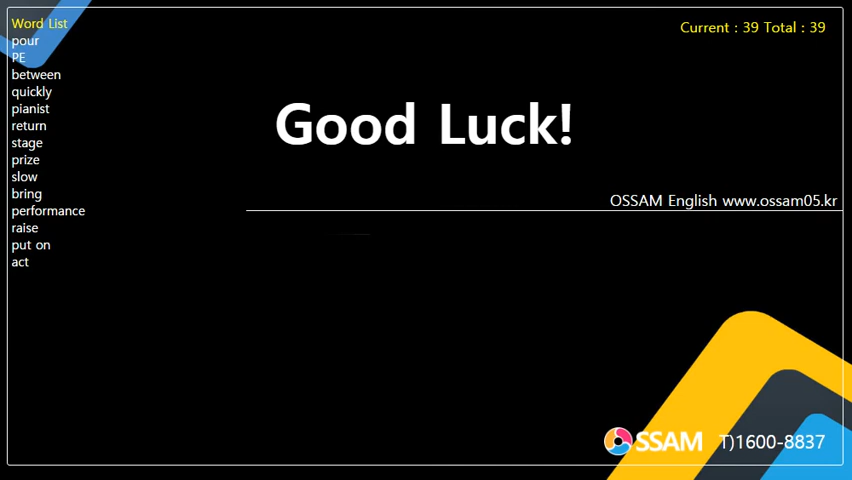 Word List
pour
PE
between
quickly
pianist
return
stage
prize
slow
bring
performance
raise
put on
act
Current : 39 Total : 39
Good Luck!
OSSAM English www.ossam05.kr
OSSAM T)1600-8837